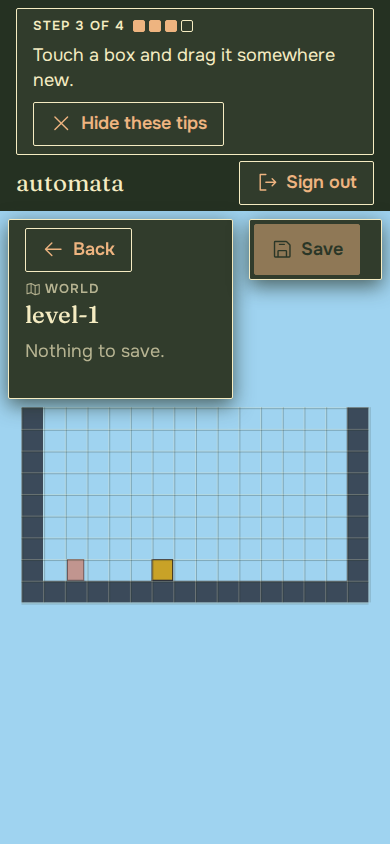 STEP 3 OF 4
Touch a box and drag it somewhere
new.
Hide these tips
automata
Sign out
Back
Save
WORLD
level-1
Nothing to save.